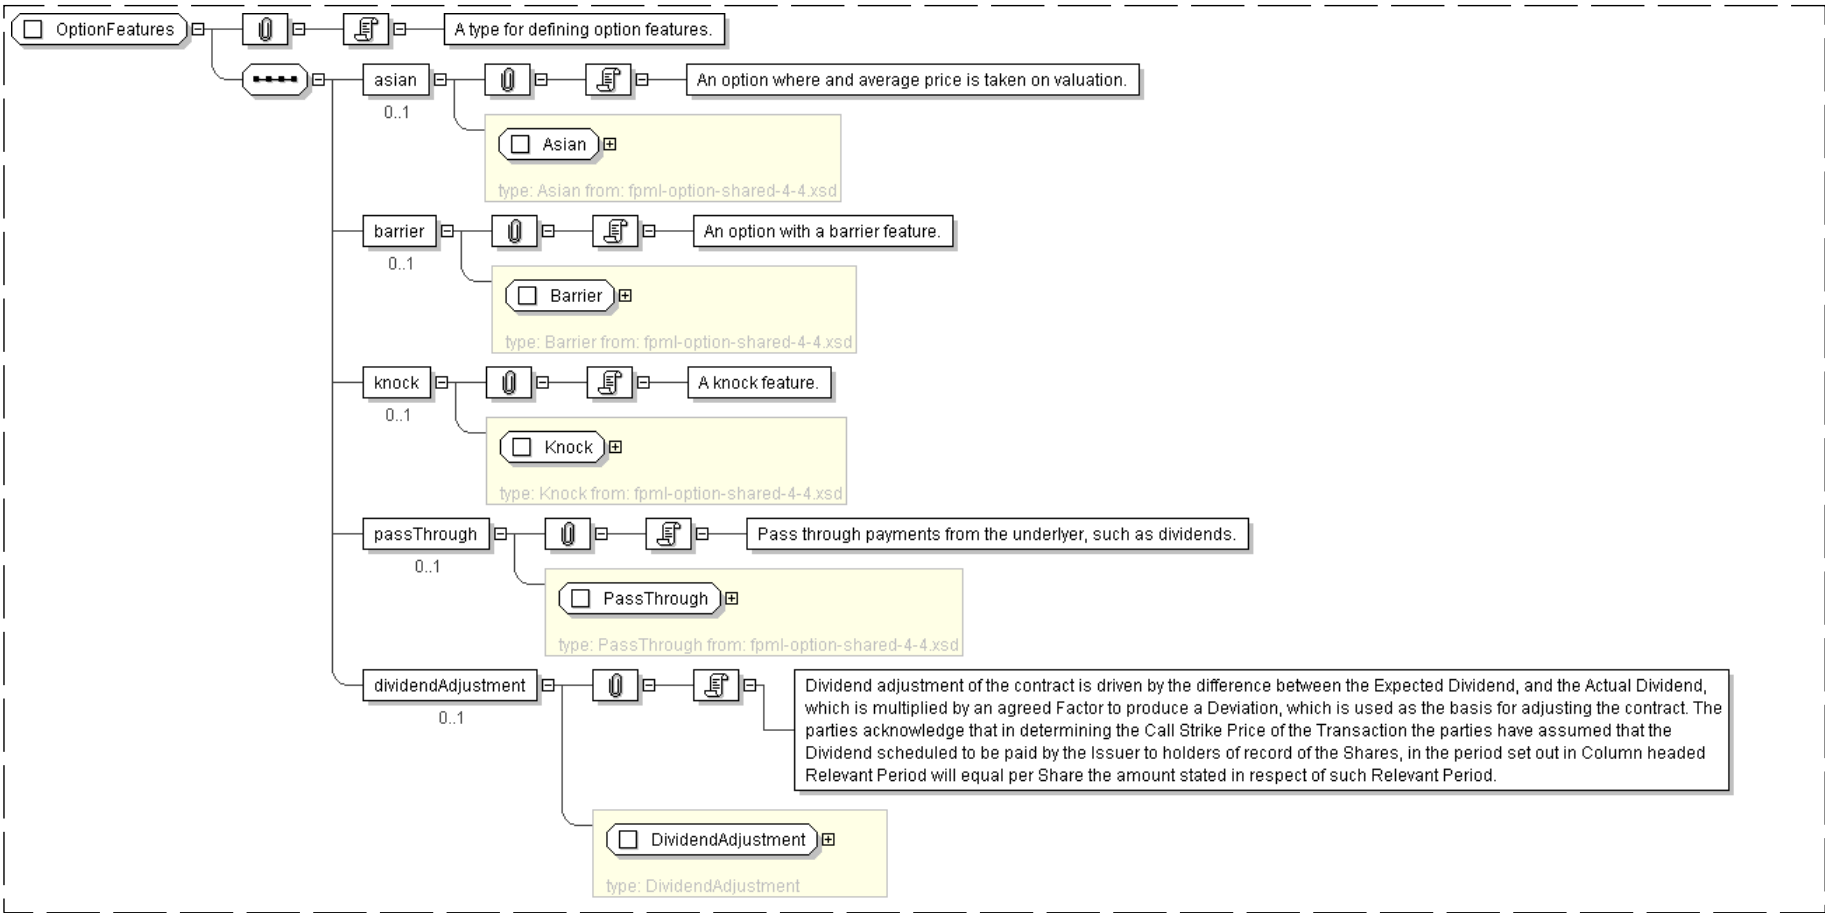 OptionFeatures
A type for defining option features.
asian
An option where and average price is taken on valuation.
0..1
Asian
type: Asian from: fpml-option-shared-4-4.xsd
barrier
An option with a barrier feature.
0..1
Barrier
type: Barrier from: fpml-option-shared-4-4.xsd
knock
A knock feature.
0..1
Knock
type: Knock from: fpml-option-shared-4-4.xsd
passThrough
Pass through payments from the underlyer, such as dividends.
0..1
PassThrough
type: PassThrough from: fpml-option-shared-4-4.xsd
dividendAdjustment
0..1
Dividend adjustment of the contract is driven by the difference between the Expected Dividend, and the Actual Dividend,
which is multiplied by an agreed Factor to produce a Deviation, which is used as the basis for adjusting the contract. The
parties acknowledge that in determining the Call Strike Price of the Transaction the parties have assumed that the
Dividend scheduled to be paid by the Issuer to holders of record of the Shares, in the period set out in Column headed
Relevant Period will equal per Share the amount stated in respect of such Relevant Period.
DividendAdjustment
type: DividendAdjustment